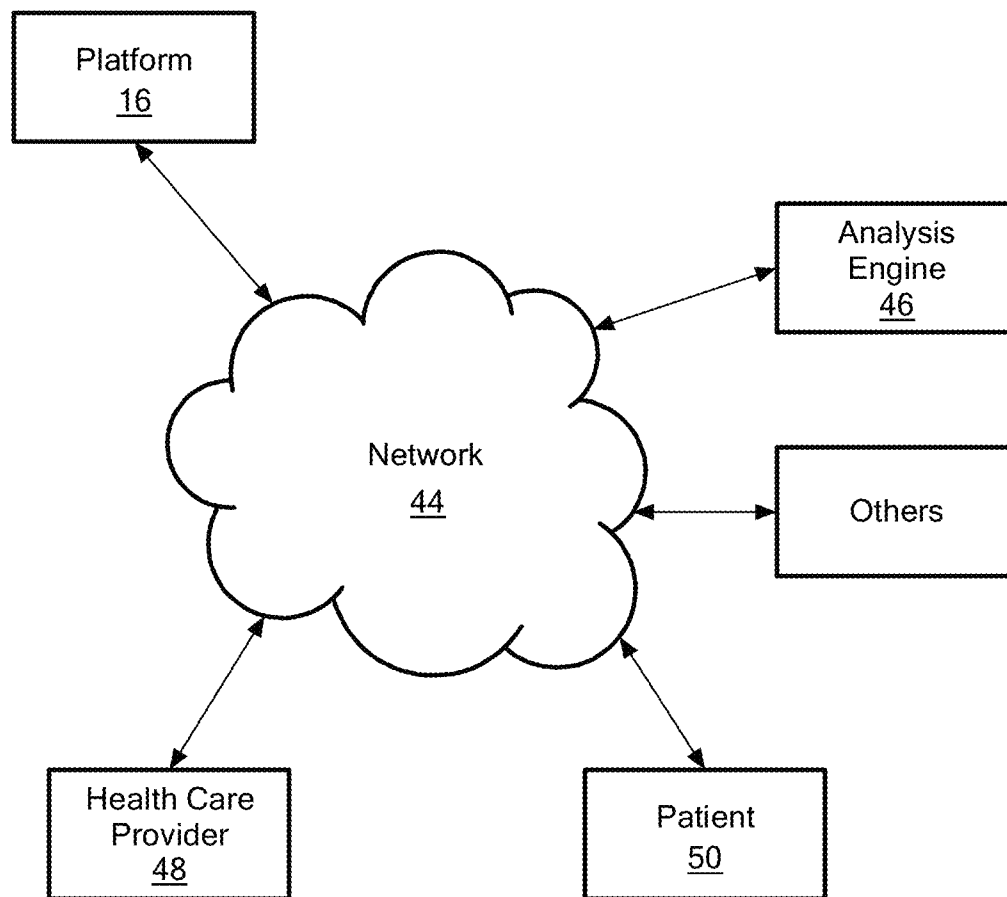 Platform
16
Analysis
Engine
46
Network
44
Others
Health Care
Provider
48
Patient
50